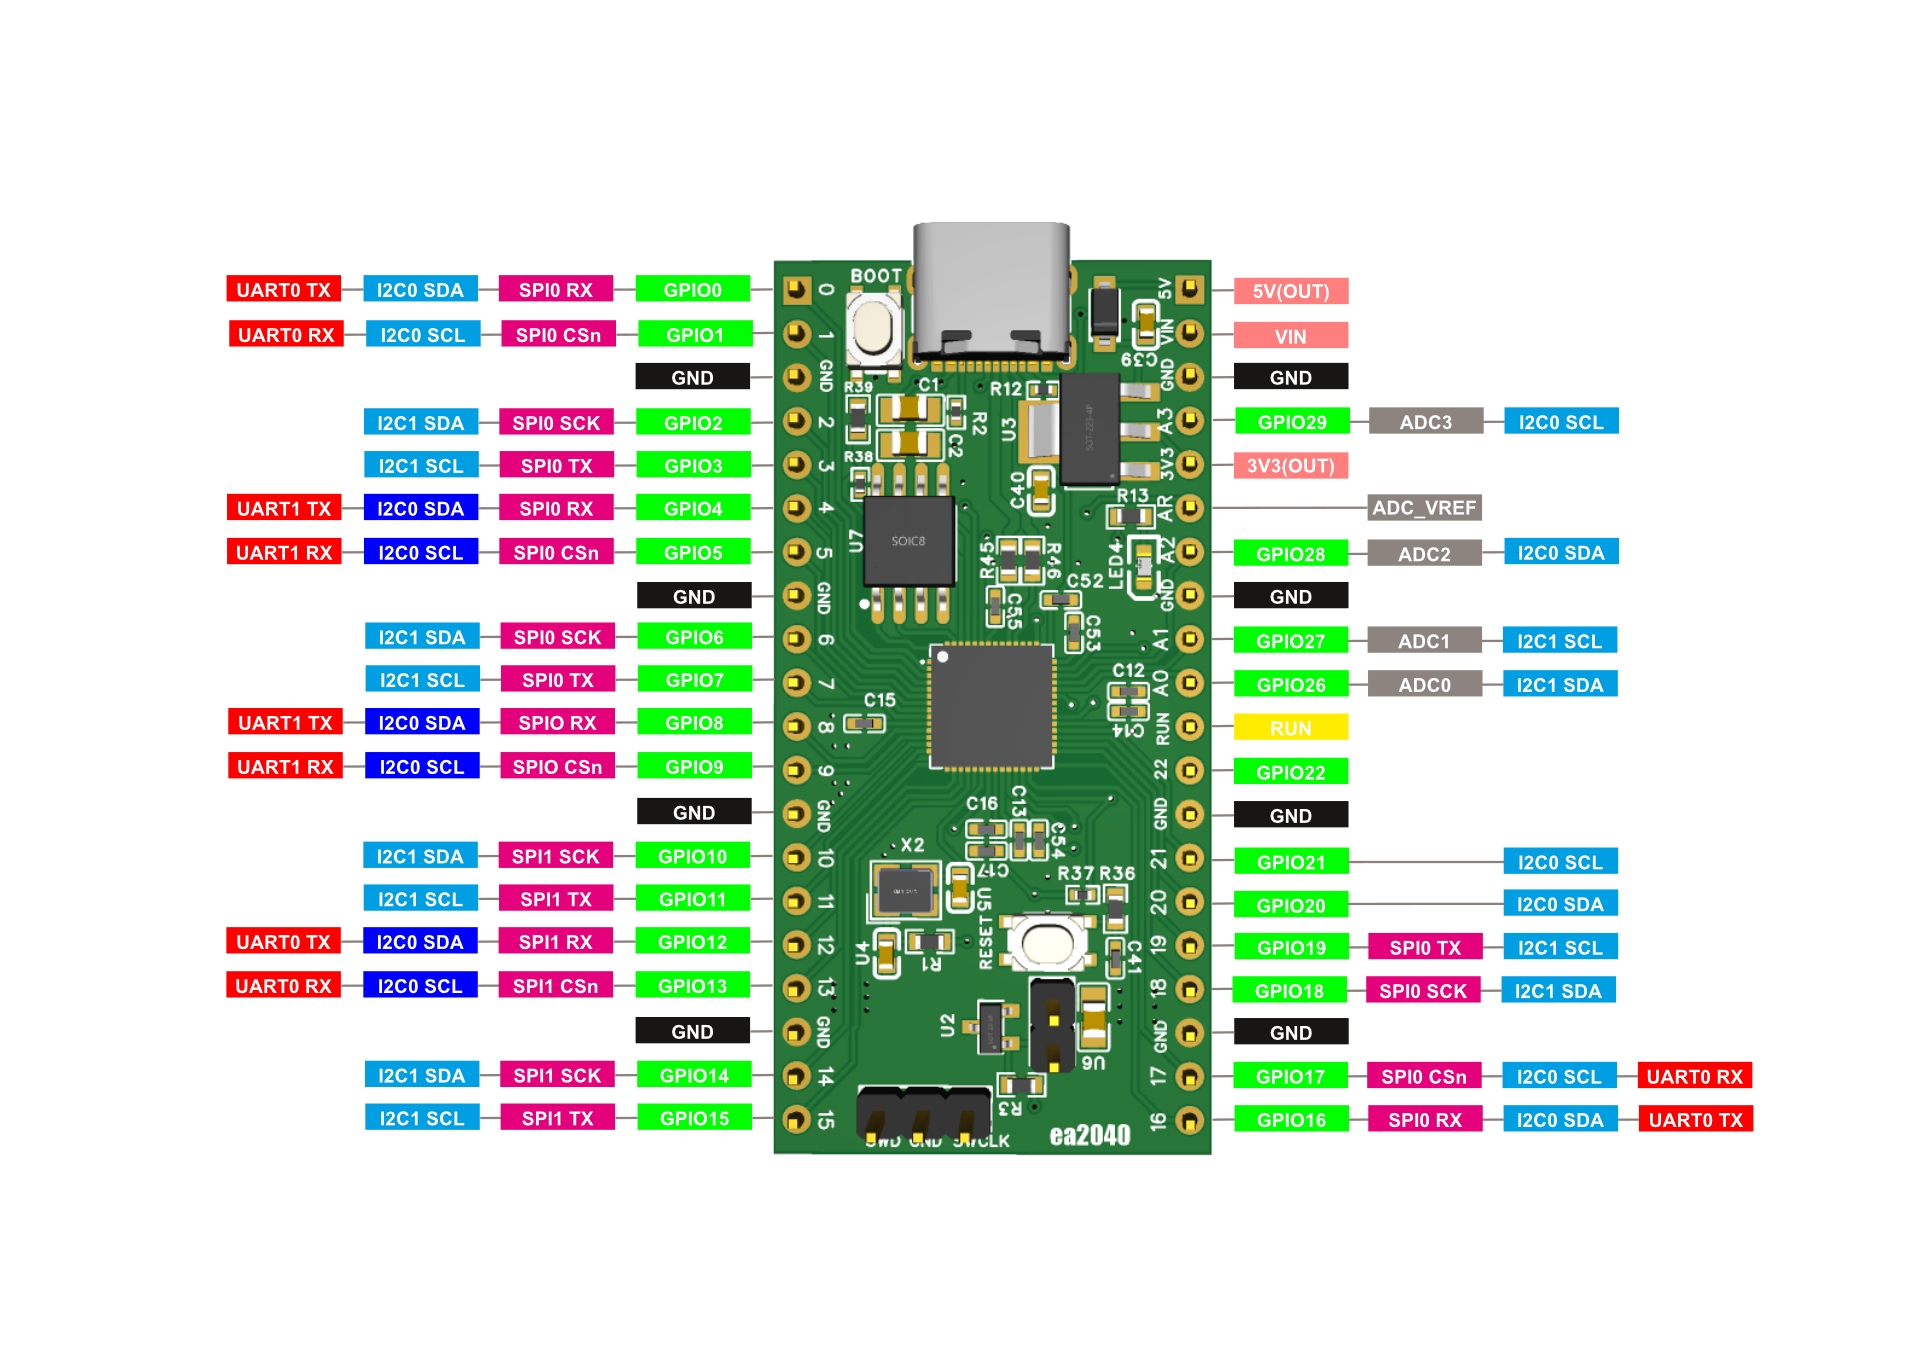 UART0 TX I2C0 SDA SPI0 RX GPIO0
UART0 RX I2C0 SCL SPI0 CSn GPIO1
GND
I2C1 SDA SPI0 SCK GPIO2
I2C1 SCL SPI0 TX GPIO3
UART1 TX I2C0 SDA SPI0 RX GPIO4
UART1 RX I2C0 SCL SPI0 CSn GPIO5
GND
I2C1 SDA SPI0 SCK GPIO6
I2C1 SCL SPI0 TX GPIO7
UART1 TX I2C0 SDA SPIO RX GPIO8
UART1 RX I2C0 SCL SPIO CSn GPIO9
GND
I2C1 SDA SPI1 SCK GPIO10
I2C1 SCL SPI1 TX GPIO11
UART0 TX I2C0 SDA SPI1 RX GPIO12
UART0 RX I2C0 SCL SPI1 CSn GPIO13
GND
I2C1 SDA SPI1 SCK GPIO14
I2C1 SCL SPI1 TX GPIO15
0
1
GND
2
3
4
5
GND
6
7
8
9
GND
10
11
12
13
GND
14
15
BOOT
C39
R39
C1
R2
C2
R12
U3
SOT-223-4P
R38
C40
R13
U7
SOIC8
R45
R46
LED4
C52
C55
C53
C12
C14
C15
C16
C13
C54
C17
X2
U5
R37
R36
U4
R1
RESET
C41
U2
U6
R3
SWD GND SWCLK
ea2040
5V
VIN
GND
A3
3V3
AR
A2
GND
A1
A0
RUN
22
GND
21
20
19
18
GND
17
16
5V(OUT)
VIN
GND
GPIO29 ADC3 I2C0 SCL
3V3(OUT)
ADC_VREF
GPIO28 ADC2 I2C0 SDA
GND
GPIO27 ADC1 I2C1 SCL
GPIO26 ADC0 I2C1 SDA
RUN
GPIO22
GND
GPIO21 I2C0 SCL
GPIO20 I2C0 SDA
GPIO19 SPI0 TX I2C1 SCL
GPIO18 SPI0 SCK I2C1 SDA
GND
GPIO17 SPI0 CSn I2C0 SCL UART0 RX
GPIO16 SPI0 RX I2C0 SDA UART0 TX